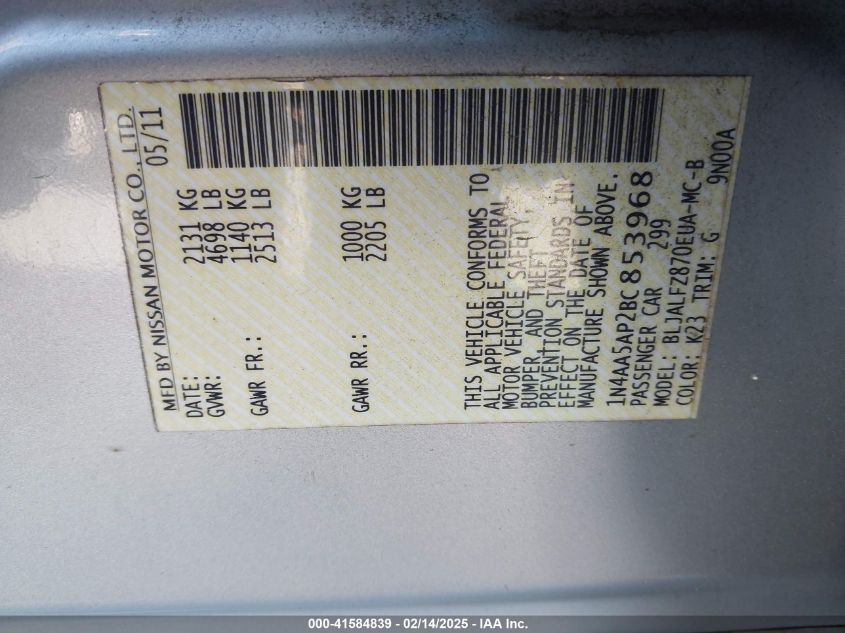 MFD BY NISSAN MOTOR CO., LTD.
DATE: 05/11
GVWR: 2131 KG
4698 LB
GAWR FR.: 1140 KG
2513 LB
GAWR RR.: 1000 KG
2205 LB
THIS VEHICLE CONFORMS TO
ALL APPLICABLE FEDERAL
MOTOR VEHICLE SAFETY,
BUMPER, AND THEFT
PREVENTION STANDARDS IN
EFFECT ON THE DATE OF
MANUFACTURE SHOWN ABOVE.
1N4AA5AP2BC853968
PASSENGER CAR 299
MODEL: BLJALFZ870EUA-MC-B
COLOR: K23 TRIM: G
9N00A
000-41584839 / 02/14/2025 - IAA Inc.